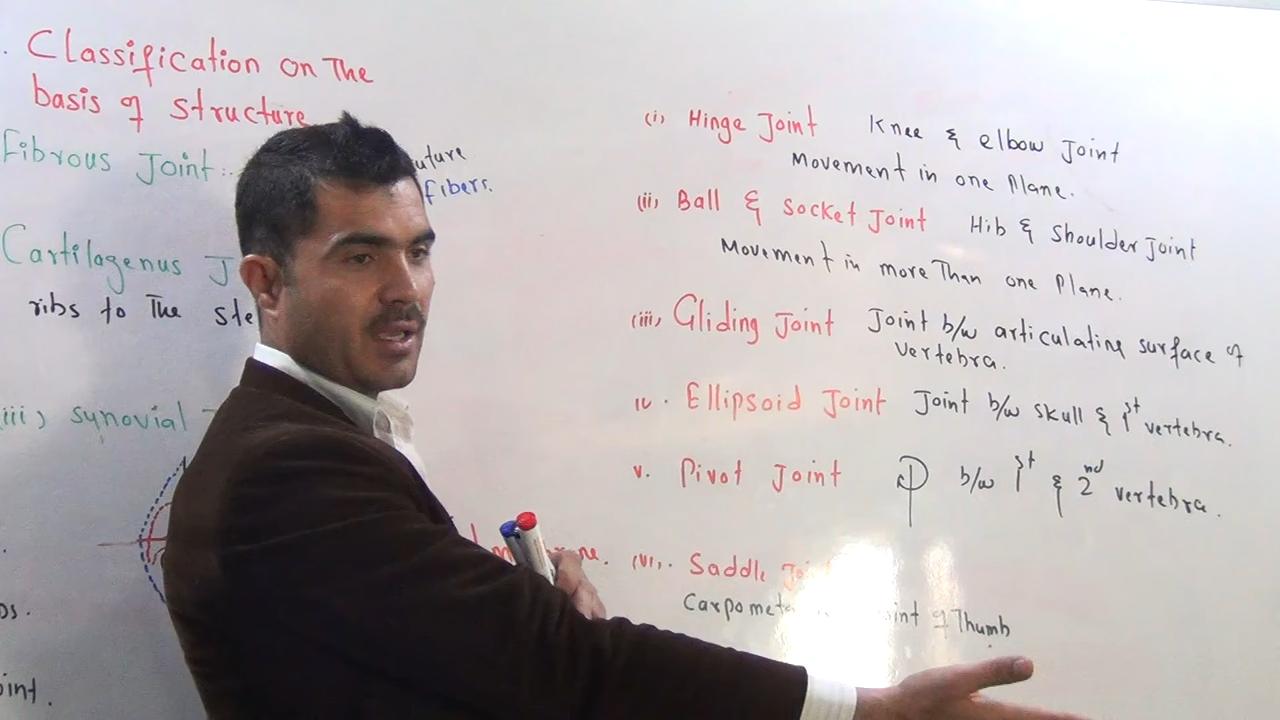 . Classification on The
basis of structure
Fibrous Joint :.
fibers.
Cartilagenus J
ribs to The ste
iii) synovial J
os.
oint.
(i) Hinge Joint Knee & elbow Joint
Movement in one Plane.
(ii) Ball & socket Joint Hib & shoulder Joint
Movement in more Than one Plane.
(iii) Gliding Joint Joint b/w articulating surface of
vertebra.
iv. Ellipsoid Joint Joint b/w skull & 1st vertebra.
v. Pivot Joint b/w 1st & 2nd vertebra.
(vi). Saddle Joi
Carpometa int of Thumb